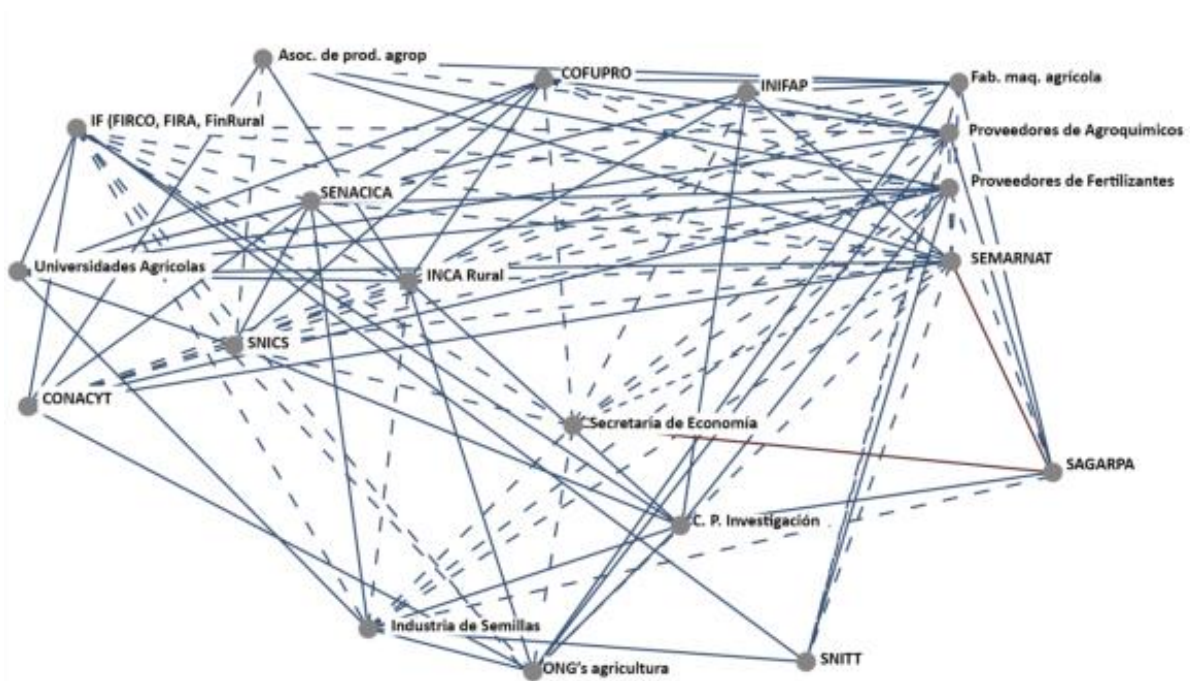 Asoc. de prod. agrop
COFUPRO
INIFAP
Fab. maq. agrícola
IF (FIRCO, FIRA, FinRural
Proveedores de Agroquímicos
SENACICA
Proveedores de Fertilizantes
Universidades Agrícolas
INCA Rural
SEMARNAT
SNICS
CONACYT
Secretaría de Economía
SAGARPA
C. P. Investigación
Industria de Semillas
ONG's agricultura
SNITT